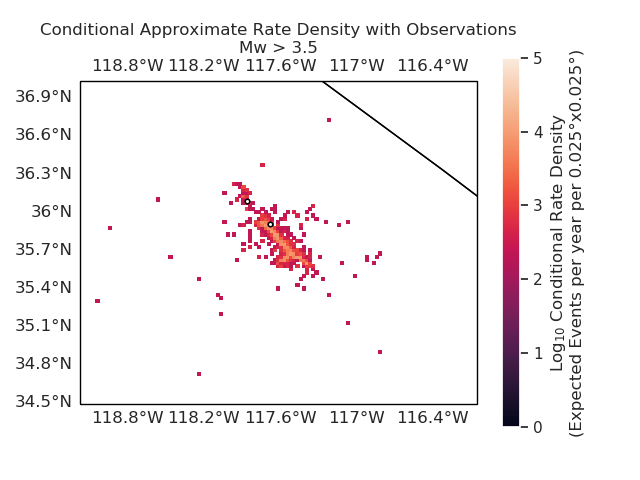 Conditional Approximate Rate Density with Observations
Mw > 3.5
118.8°W 118.2°W 117.6°W 117°W 116.4°W
36.9°N
36.6°N
36.3°N
36°N
35.7°N
35.4°N
35.1°N
34.8°N
34.5°N
118.8°W 118.2°W 117.6°W 117°W 116.4°W
5
4
3
2
1
0
Log₁₀ Conditional Rate Density
(Expected Events per year per 0.025°x0.025°)